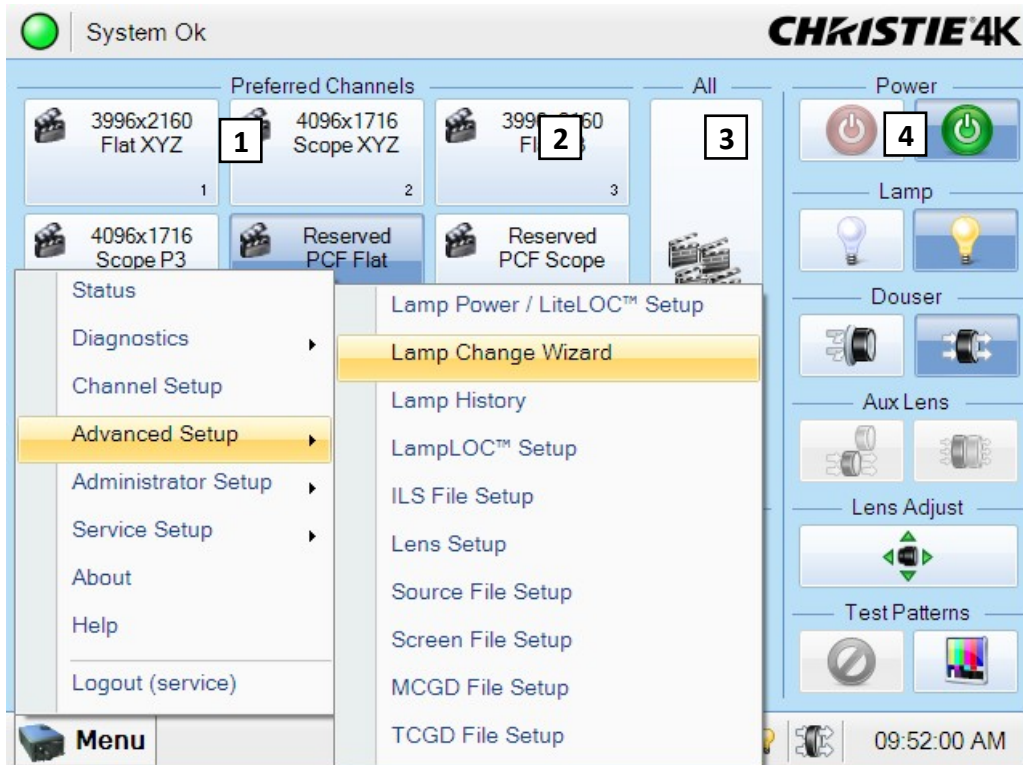 System Ok
CHRISTIE 4K
Preferred Channels
All
Power
3996x2160
Flat XYZ
1
1
4096x1716
Scope XYZ
2
2
3
3
4
Lamp
4096x1716
Scope P3
Reserved
PCF Flat
Reserved
PCF Scope
Douser
Aux Lens
Lens Adjust
Test Patterns
Status
Diagnostics
Channel Setup
Advanced Setup
Administrator Setup
Service Setup
About
Help
Logout (service)
Lamp Power / LiteLOC™ Setup
Lamp Change Wizard
Lamp History
LampLOC™ Setup
ILS File Setup
Lens Setup
Source File Setup
Screen File Setup
MCGD File Setup
TCGD File Setup
Menu
09:52:00 AM